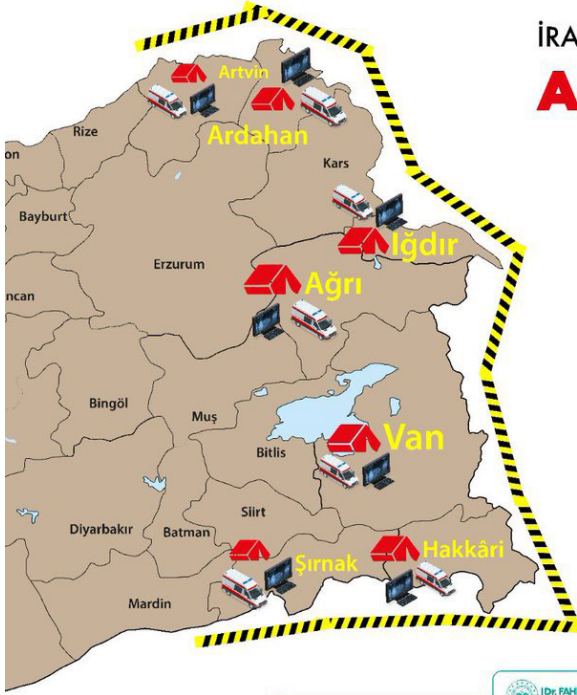 İRA
A
Artvin
Rize
Ardahan
on
Kars
Bayburt
Iğdır
Erzurum
Ağrı
ncan
Bingöl
Muş
Van
Bitlis
Siirt
Diyarbakır
Batman
Hakkâri
Şırnak
Mardin
Dr. FAH